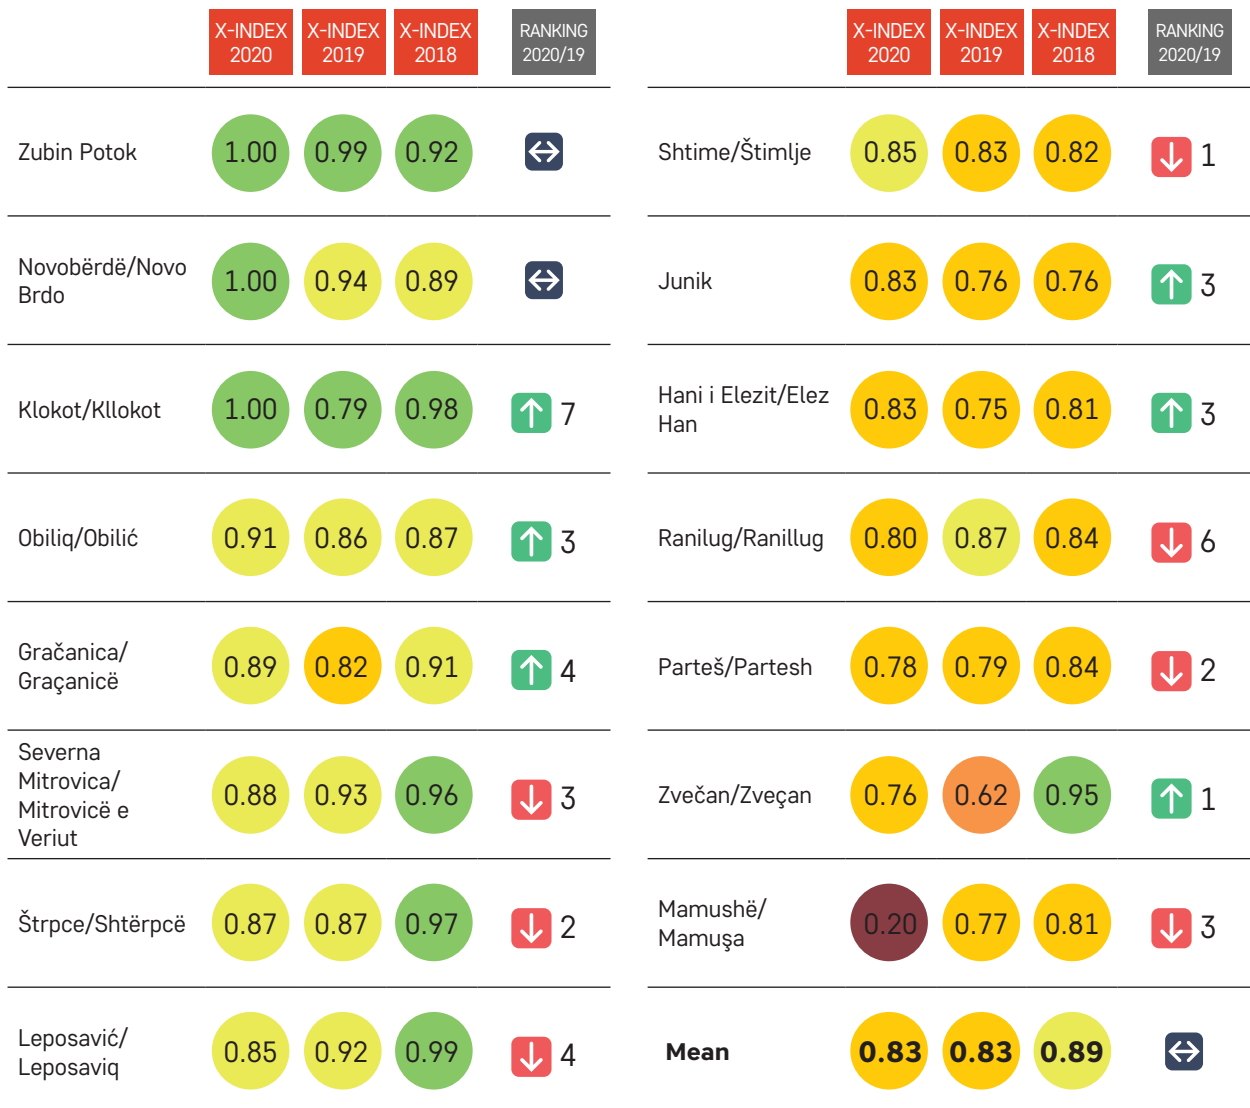 X-INDEX 2020 X-INDEX 2019 X-INDEX 2018 RANKING 2020/19
Zubin Potok 1.00 0.99 0.92
Novobërdë/Novo
Brdo 1.00 0.94 0.89
Klokot/Kllokot 1.00 0.79 0.98 7
Obiliq/Obilić 0.91 0.86 0.87 3
Gračanica/
Graçanicë 0.89 0.82 0.91 4
Severna
Mitrovica/
Mitrovicë e
Veriut 0.88 0.93 0.96 3
Štrpce/Shtërpcë 0.87 0.87 0.97 2
Leposavić/
Leposaviq 0.85 0.92 0.99 4
X-INDEX 2020 X-INDEX 2019 X-INDEX 2018 RANKING 2020/19
Shtime/Štimlje 0.85 0.83 0.82 1
Junik 0.83 0.76 0.76 3
Hani i Elezit/Elez
Han 0.83 0.75 0.81 3
Ranilug/Ranillug 0.80 0.87 0.84 6
Parteš/Partesh 0.78 0.79 0.84 2
Zvečan/Zveçan 0.76 0.62 0.95 1
Mamushë/
Mamuşa 0.20 0.77 0.81 3
Mean 0.83 0.83 0.89